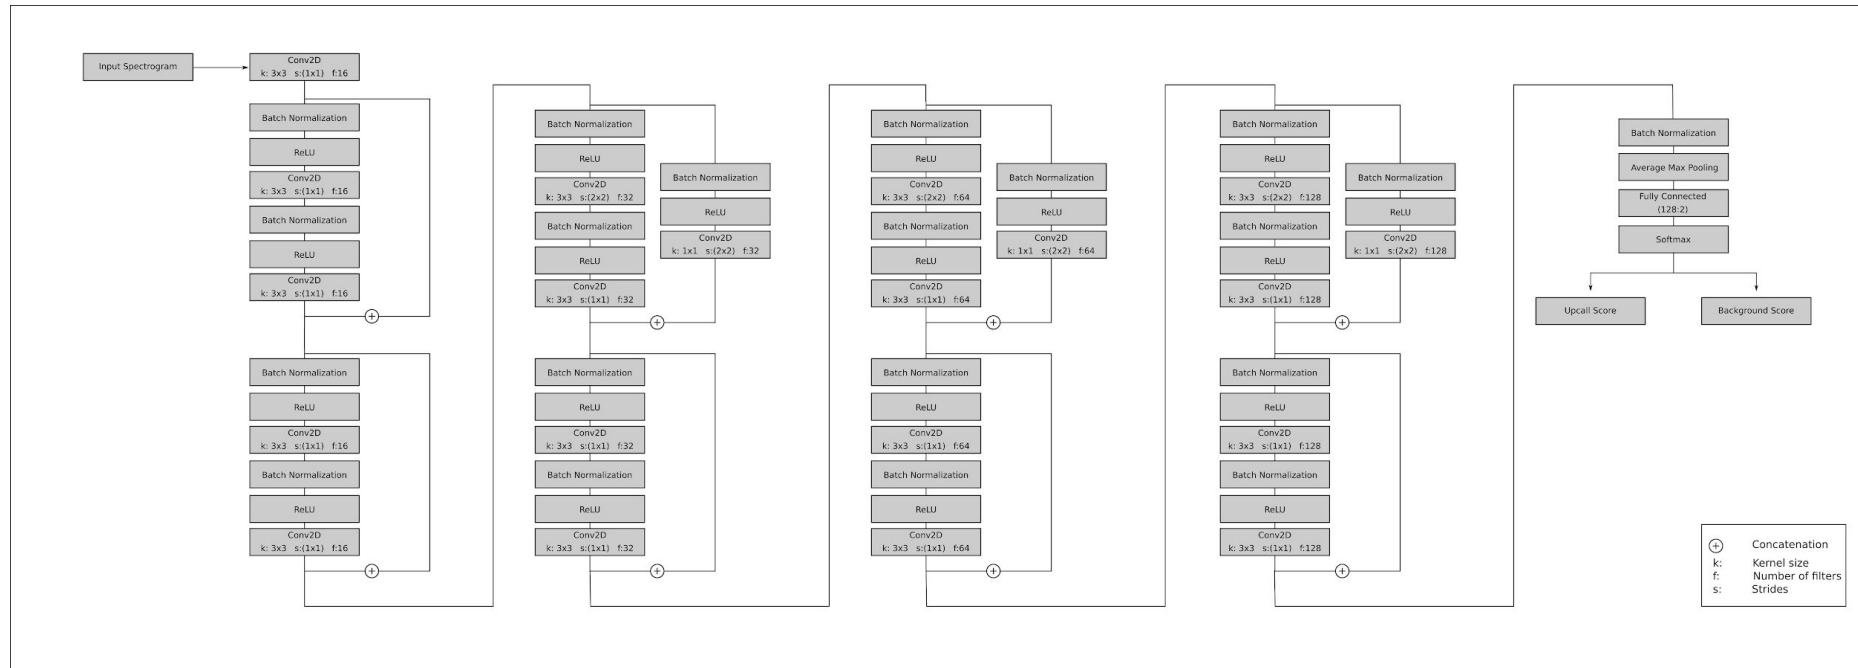 Input Spectrogram
Conv2D
k: 3x3 s:(1x1) f:16
Batch Normalization
ReLU
Conv2D
k: 3x3 s:(1x1) f:16
Batch Normalization
ReLU
Conv2D
k: 3x3 s:(1x1) f:16
Batch Normalization
ReLU
Conv2D
k: 3x3 s:(1x1) f:16
Batch Normalization
ReLU
Conv2D
k: 3x3 s:(1x1) f:16
Batch Normalization
ReLU
Conv2D
k: 3x3 s:(2x2) f:32
Batch Normalization
ReLU
Conv2D
k: 3x3 s:(1x1) f:32
Batch Normalization
ReLU
Conv2D
k: 1x1 s:(2x2) f:32
Batch Normalization
ReLU
Conv2D
k: 3x3 s:(1x1) f:32
Batch Normalization
ReLU
Conv2D
k: 3x3 s:(1x1) f:32
Batch Normalization
ReLU
Conv2D
k: 3x3 s:(2x2) f:64
Batch Normalization
ReLU
Conv2D
k: 3x3 s:(1x1) f:64
Batch Normalization
ReLU
Conv2D
k: 1x1 s:(2x2) f:64
Batch Normalization
ReLU
Conv2D
k: 3x3 s:(1x1) f:64
Batch Normalization
ReLU
Conv2D
k: 3x3 s:(1x1) f:64
Batch Normalization
ReLU
Conv2D
k: 3x3 s:(2x2) f:128
Batch Normalization
ReLU
Conv2D
k: 3x3 s:(1x1) f:128
Batch Normalization
ReLU
Conv2D
k: 1x1 s:(2x2) f:128
Batch Normalization
ReLU
Conv2D
k: 3x3 s:(1x1) f:128
Batch Normalization
ReLU
Conv2D
k: 3x3 s:(1x1) f:128
Batch Normalization
Average Max Pooling
Fully Connected
(128:2)
Softmax
Upcall Score
Background Score
+ Concatenation
k: Kernel size
f: Number of filters
s: Strides